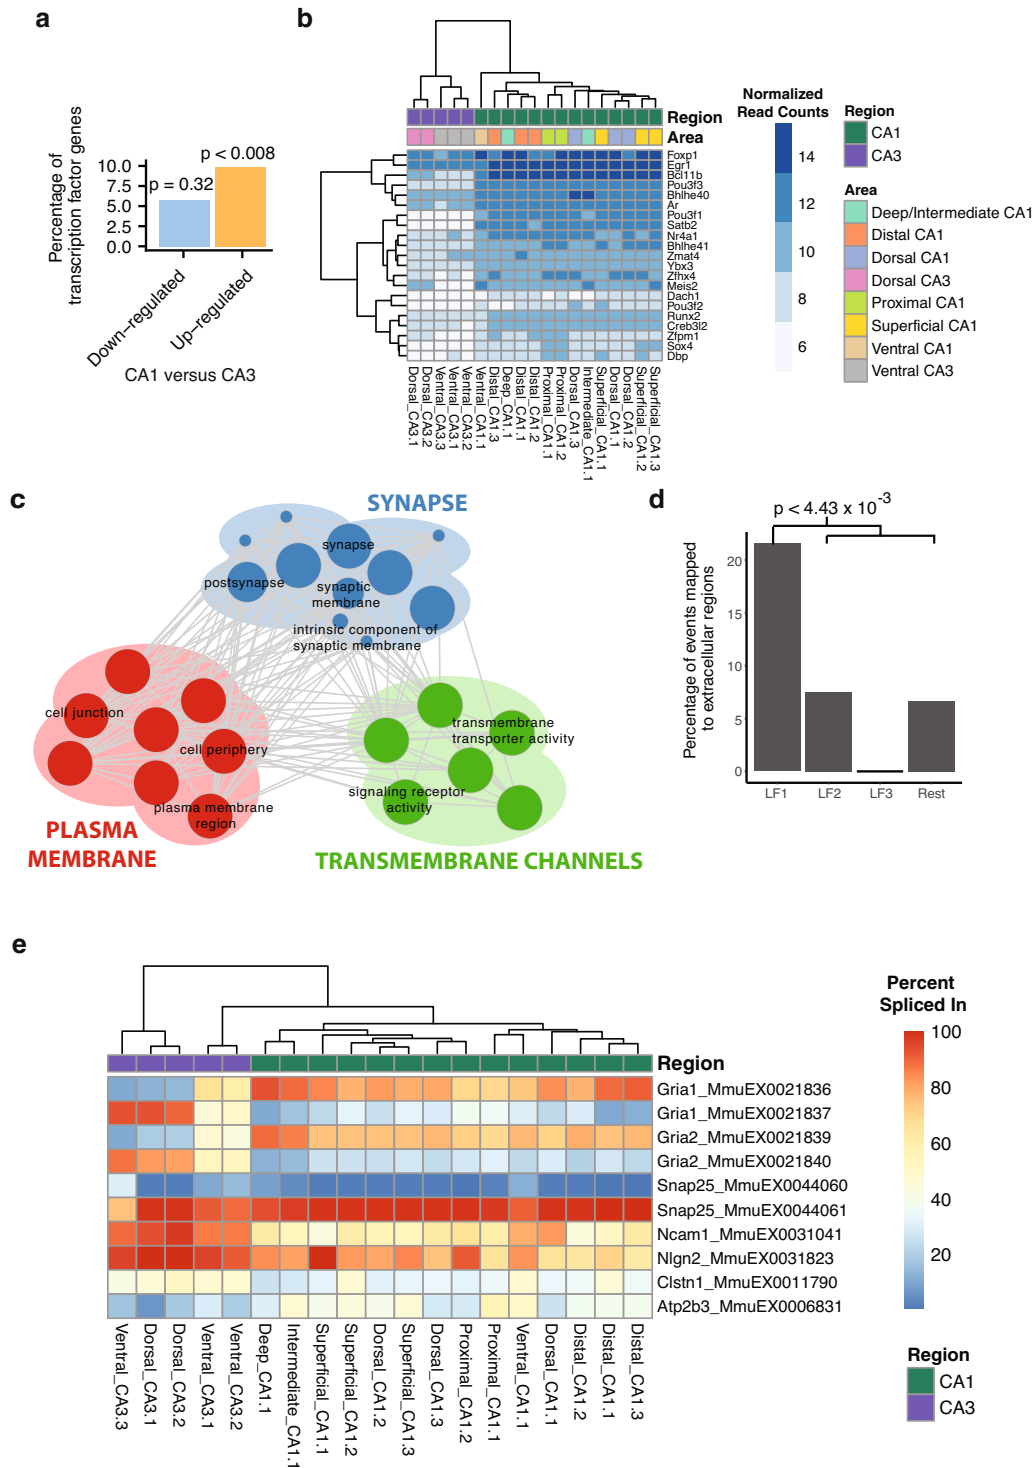 a
Percentage of
transcription factor genes
10.0
7.5
5.0
2.5
0.0
p = 0.32
p < 0.008
Down−regulated
Up−regulated
CA1 versus CA3
b
Region
Area
Foxp1
Egr1
Bcl11b
Pou3f3
Bhlhe40
Ar
Pou3f1
Satb2
Nr4a1
Bhlhe41
Zmat4
Ybx3
Zfhx4
Meis2
Dach1
Pou3f2
Runx2
Creb3l2
Zfpm1
Sox4
Dbp
Dorsal_CA3.1
Dorsal_CA3.2
Ventral_CA3.3
Ventral_CA3.1
Ventral_CA3.2
Ventral_CA1.1
Distal_CA1.3
Deep_CA1.1
Distal_CA1.1
Distal_CA1.2
Proximal_CA1.1
Proximal_CA1.2
Dorsal_CA1.3
Intermediate_CA1.1
Superficial_CA1.1
Dorsal_CA1.1
Dorsal_CA1.2
Superficial_CA1.2
Superficial_CA1.3
Normalized
Read Counts
14
12
10
8
6
Region
CA1
CA3
Area
Deep/Intermediate CA1
Distal CA1
Dorsal CA1
Dorsal CA3
Proximal CA1
Superficial CA1
Ventral CA1
Ventral CA3
c
SYNAPSE
synapse
postsynapse
synaptic
membrane
intrinsic component of
synaptic membrane
cell junction
cell periphery
plasma membrane
region
PLASMA
MEMBRANE
transmembrane
transporter activity
signaling receptor
activity
TRANSMEMBRANE CHANNELS
d
p < 4.43 x 10-3
Percentage of events mapped
to extracellular regions
20
15
10
5
0
LF1
LF2
LF3
Rest
e
Region
Gria1_MmuEX0021836
Gria1_MmuEX0021837
Gria2_MmuEX0021839
Gria2_MmuEX0021840
Snap25_MmuEX0044060
Snap25_MmuEX0044061
Ncam1_MmuEX0031041
Nlgn2_MmuEX0031823
Clstn1_MmuEX0011790
Atp2b3_MmuEX0006831
Ventral_CA3.3
Dorsal_CA3.1
Dorsal_CA3.2
Ventral_CA3.1
Ventral_CA3.2
Deep_CA1.1
Intermediate_CA1.1
Superficial_CA1.1
Superficial_CA1.2
Dorsal_CA1.2
Superficial_CA1.3
Dorsal_CA1.3
Proximal_CA1.2
Proximal_CA1.1
Ventral_CA1.1
Dorsal_CA1.1
Distal_CA1.2
Distal_CA1.1
Distal_CA1.3
Percent
Spliced In
100
80
60
40
20
Region
CA1
CA3